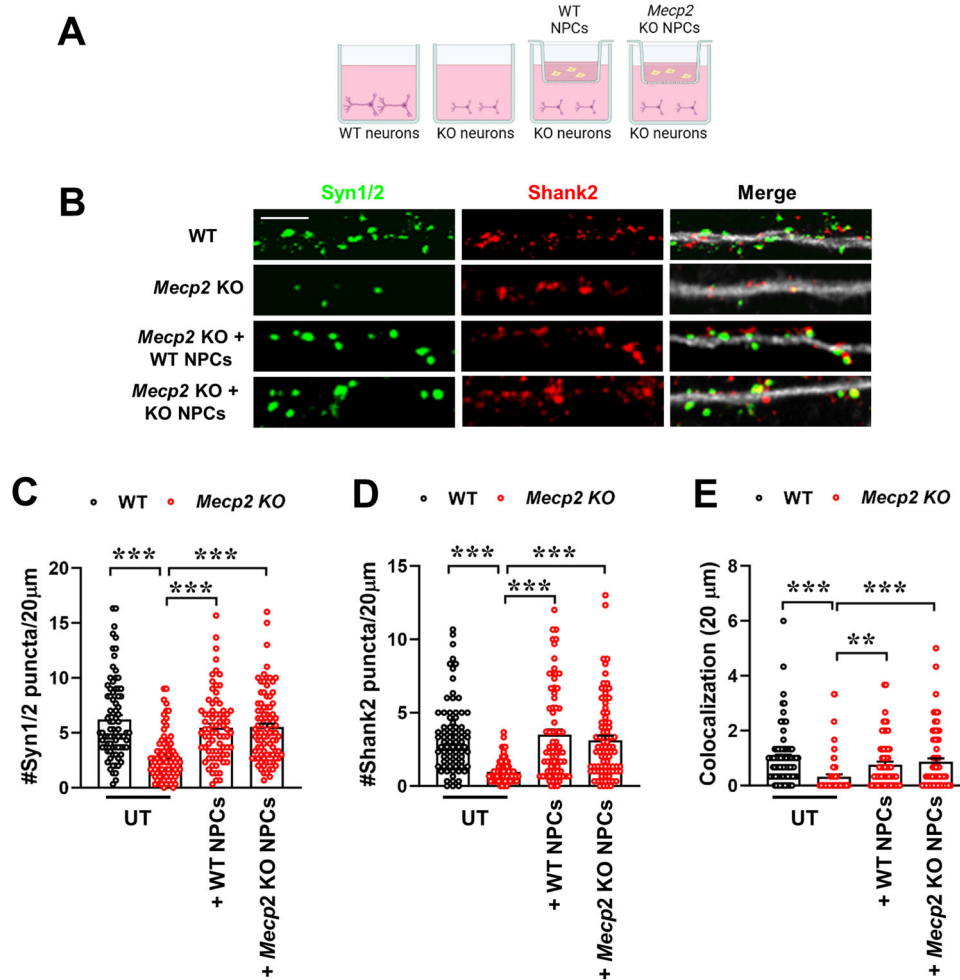 A
WT
NPCs
Mecp2
KO NPCs
WT neurons
KO neurons
KO neurons
KO neurons
B
Syn1/2
Shank2
Merge
WT
Mecp2 KO
Mecp2 KO +
WT NPCs
Mecp2 KO +
KO NPCs
C
WT
Mecp2 KO
#Syn1/2 puncta/20μm
20
15
10
5
0
***
***
***
UT
+ WT NPCs
+ Mecp2 KO NPCs
D
WT
Mecp2 KO
#Shank2 puncta/20μm
15
10
5
0
***
***
***
UT
+ WT NPCs
+ Mecp2 KO NPCs
E
WT
Mecp2 KO
Colocalization (20 μm)
8
6
4
2
0
***
***
**
UT
+ WT NPCs
+ Mecp2 KO NPCs